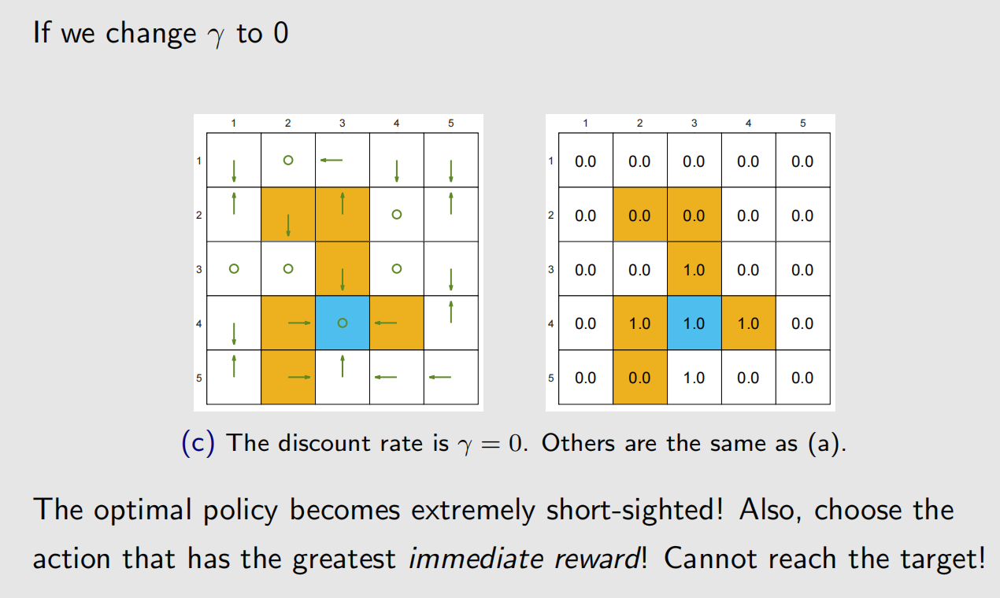 If we change γ to 0
1 2 3 4 5
1
2
3
4
5
1 2 3 4 5
1 0.0 0.0 0.0 0.0 0.0
2 0.0 0.0 0.0 0.0 0.0
3 0.0 0.0 1.0 0.0 0.0
4 0.0 1.0 1.0 1.0 0.0
5 0.0 0.0 1.0 0.0 0.0
(c) The discount rate is γ = 0. Others are the same as (a).
The optimal policy becomes extremely short-sighted! Also, choose the
action that has the greatest immediate reward! Cannot reach the target!